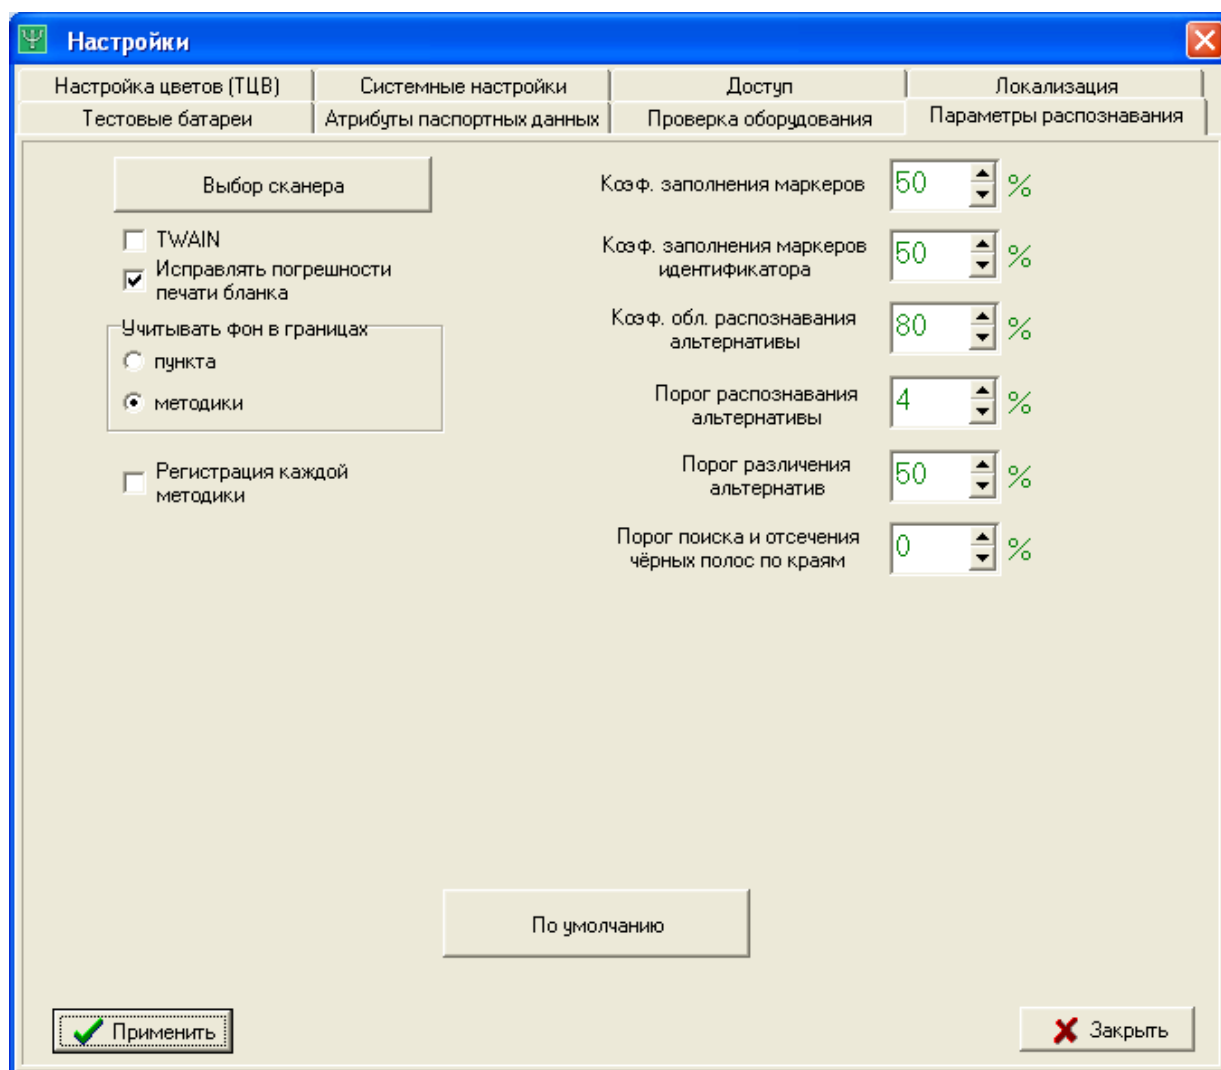 Настройки
Настройка цветов (ТЦВ)
Системные настройки
Доступ
Локализация
Тестовые батареи
Атрибуты паспортных данных
Проверка оборудования
Параметры распознавания
Выбор сканера
TWAIN
Исправлять погрешности
печати бланка
Учитывать фон в границах
пункта
методики
Регистрация каждой
методики
Коэф. заполнения маркеров
50 %
Коэф. заполнения маркеров
идентификатора
50 %
Коэф. обл. распознавания
альтернативы
80 %
Порог распознавания
альтернативы
4 %
Порог различения
альтернатив
50 %
Порог поиска и отсечения
чёрных полос по краям
0 %
По умолчанию
Применить
Закрыть